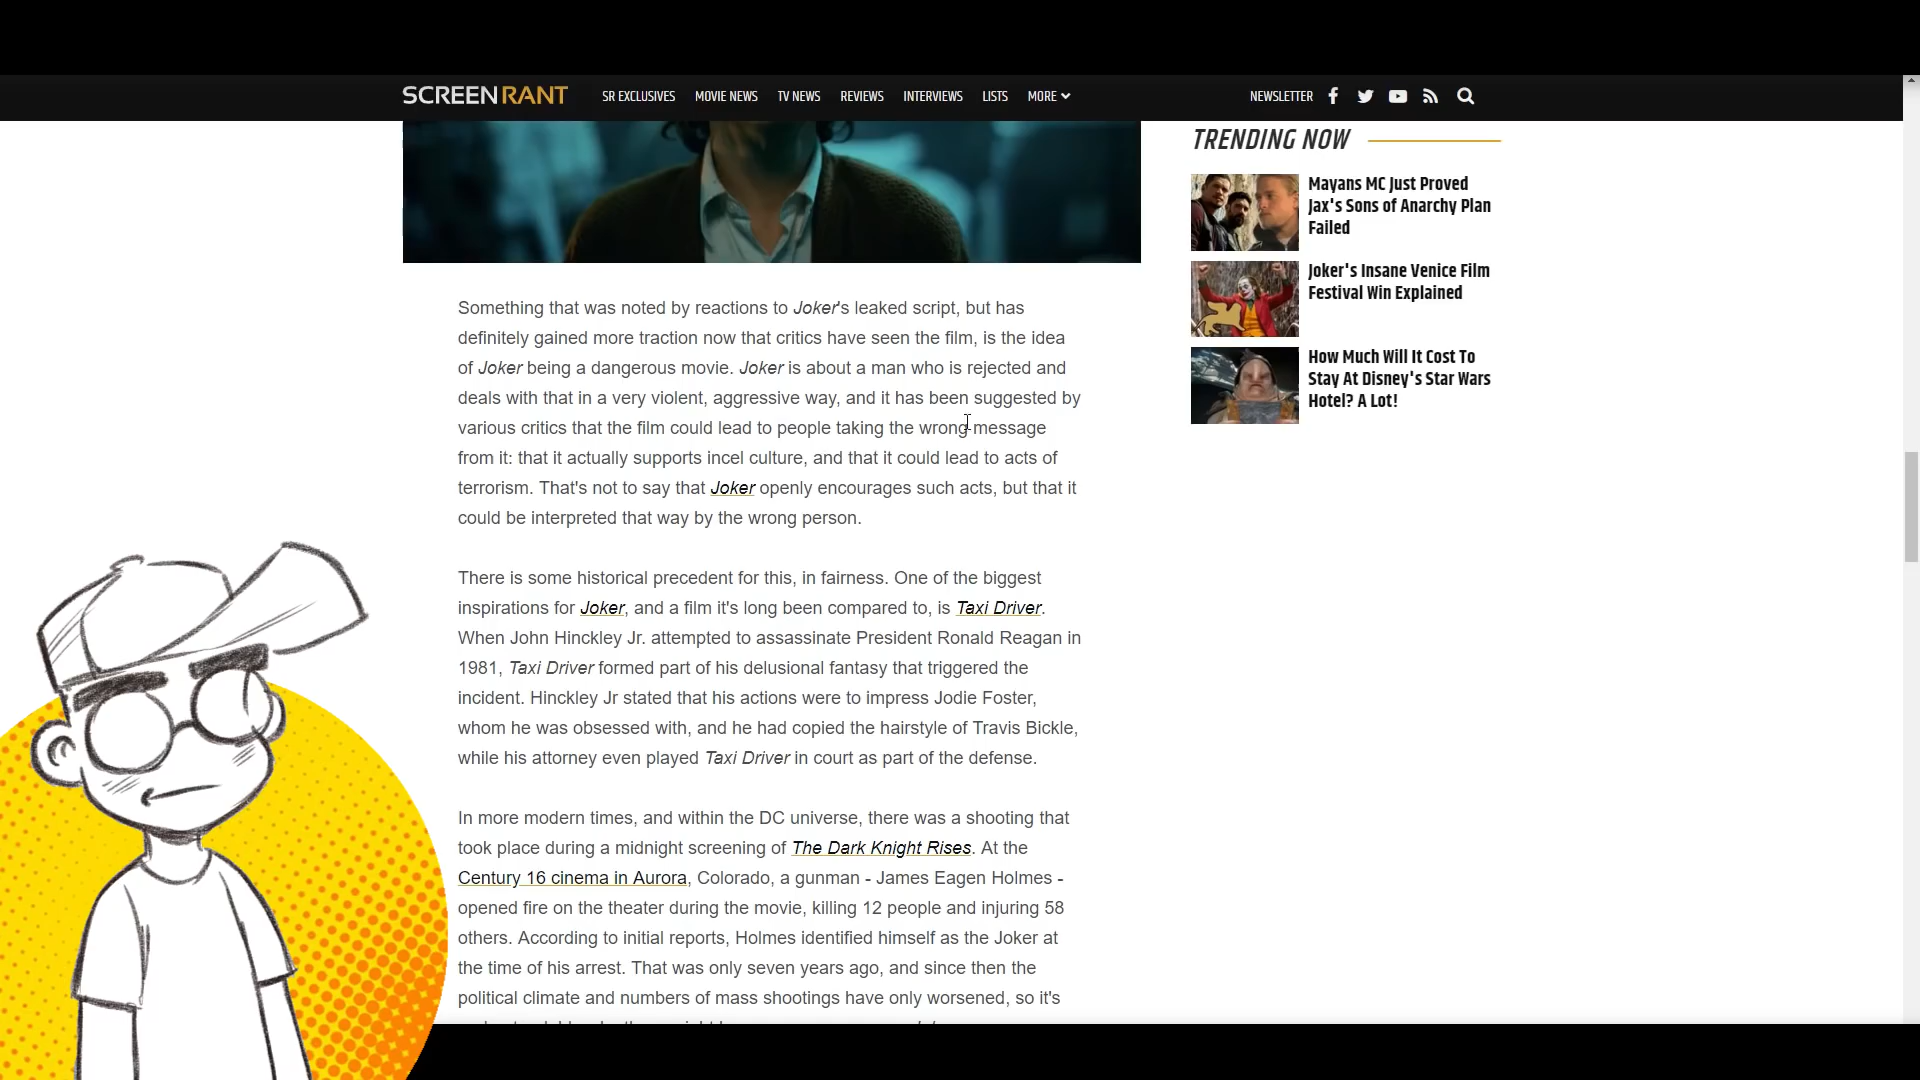 SCREENRANT
SR EXCLUSIVES MOVIE NEWS TV NEWS REVIEWS INTERVIEWS LISTS MORE
NEWSLETTER
Something that was noted by reactions to Joker's leaked script, but has
definitely gained more traction now that critics have seen the film, is the idea
of Joker being a dangerous movie. Joker is about a man who is rejected and
deals with that in a very violent, aggressive way, and it has been suggested by
various critics that the film could lead to people taking the wrong message
from it: that it actually supports incel culture, and that it could lead to acts of
terrorism. That's not to say that Joker openly encourages such acts, but that it
could be interpreted that way by the wrong person.
There is some historical precedent for this, in fairness. One of the biggest
inspirations for Joker, and a film it's long been compared to, is Taxi Driver.
When John Hinckley Jr. attempted to assassinate President Ronald Reagan in
1981, Taxi Driver formed part of his delusional fantasy that triggered the
incident. Hinckley Jr stated that his actions were to impress Jodie Foster,
whom he was obsessed with, and he had copied the hairstyle of Travis Bickle,
while his attorney even played Taxi Driver in court as part of the defense.
In more modern times, and within the DC universe, there was a shooting that
took place during a midnight screening of The Dark Knight Rises. At the
Century 16 cinema in Aurora, Colorado, a gunman - James Eagen Holmes -
opened fire on the theater during the movie, killing 12 people and injuring 58
others. According to initial reports, Holmes identified himself as the Joker at
the time of his arrest. That was only seven years ago, and since then the
political climate and numbers of mass shootings have only worsened, so it's
TRENDING NOW
Mayans MC Just Proved
Jax's Sons of Anarchy Plan
Failed
Joker's Insane Venice Film
Festival Win Explained
How Much Will It Cost To
Stay At Disney's Star Wars
Hotel? A Lot!